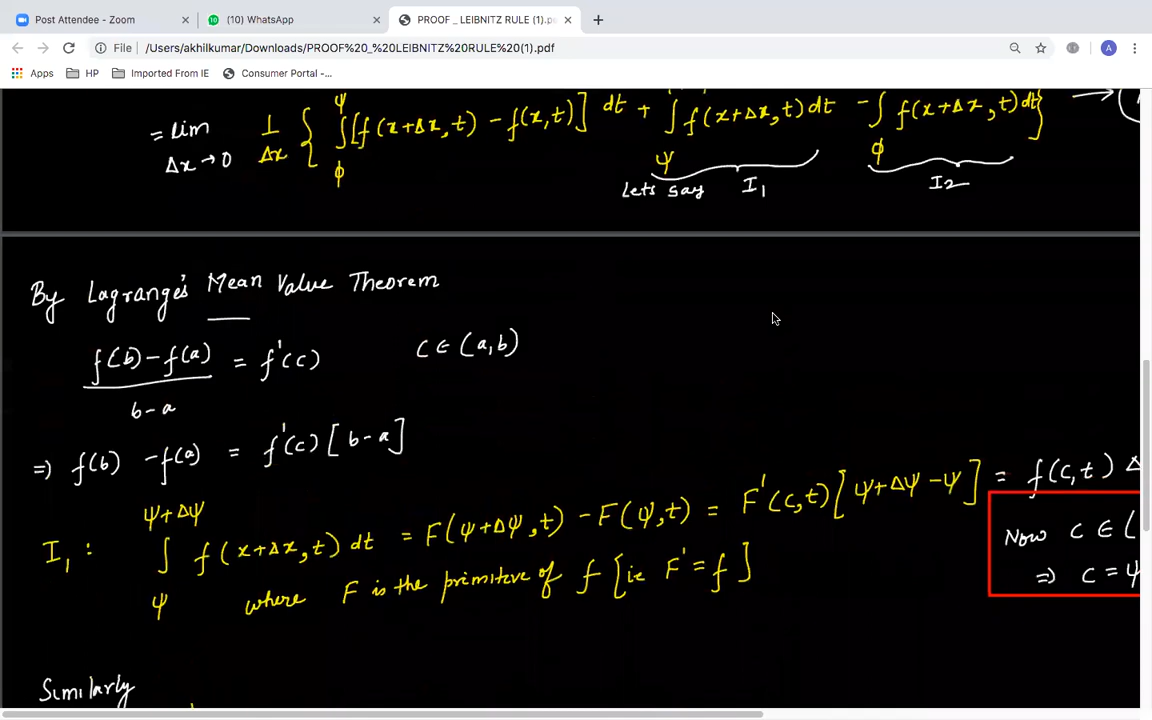 Post Attendee - Zoom
(10) WhatsApp
PROOF _ LEIBNITZ RULE (1).p
File /Users/akhilkumar/Downloads/PROOF%20_%20LEIBNITZ%20RULE%20(1).pdf
A
Apps HP Imported From IE Consumer Portal -...
= lim Δx→0 1/Δx { ∫ φ ψ [f(x+Δx, t) - f(x, t)] dt + ∫ ψ f(x+Δx, t) dt - ∫ φ f(x+Δx, t) dt }
Lets say I₁ I2
By Lagrange's Mean Value Theorem
f(b) - f(a) / b-a = f'(c) c ∈ (a, b)
⇒ f(b) - f(a) = f'(c) [b-a]
I₁ : ∫ ψ ψ+Δψ f(x+Δx, t) dt = F(ψ+Δψ, t) - F(ψ, t) = F'(c, t) [ψ+Δψ-ψ] = f(c, t) Δ
where F is the primitive of f [ie F' = f]
Now c ∈ (
⇒ c = ψ
Similarly